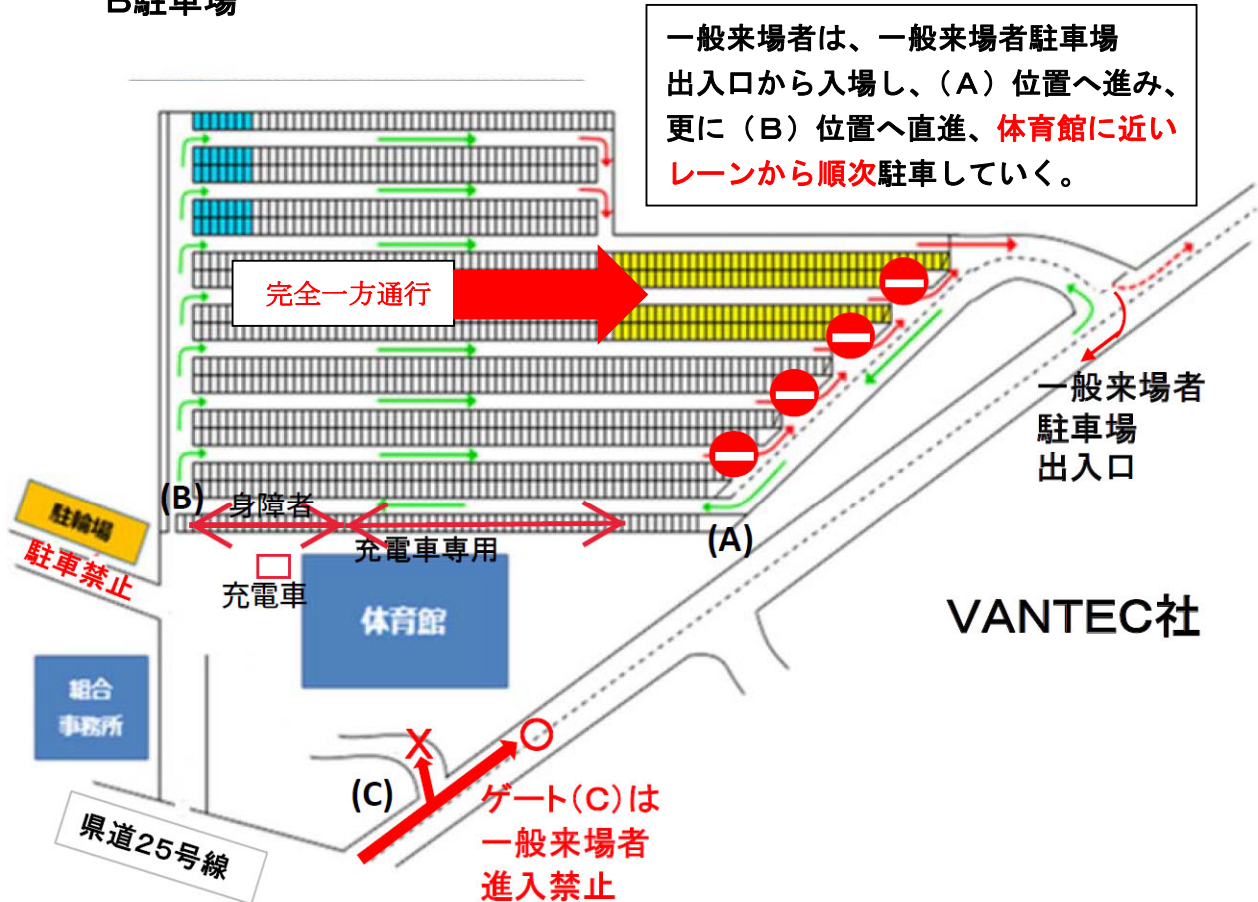 B駐車場
一般来場者は、一般来場者駐車場
出入口から入場し、（A）位置へ進み、
更に（B）位置へ直進、体育館に近い
レーンから順次駐車していく。
完全一方通行
一般来場者
駐車場
出入口
(B)
身障者
駐輪場
駐車禁止
充電車専用
(A)
充電車
体育館
VANTEC社
組合
事務所
X
(C)
ゲート(C)は
一般来場者
進入禁止
県道25号線